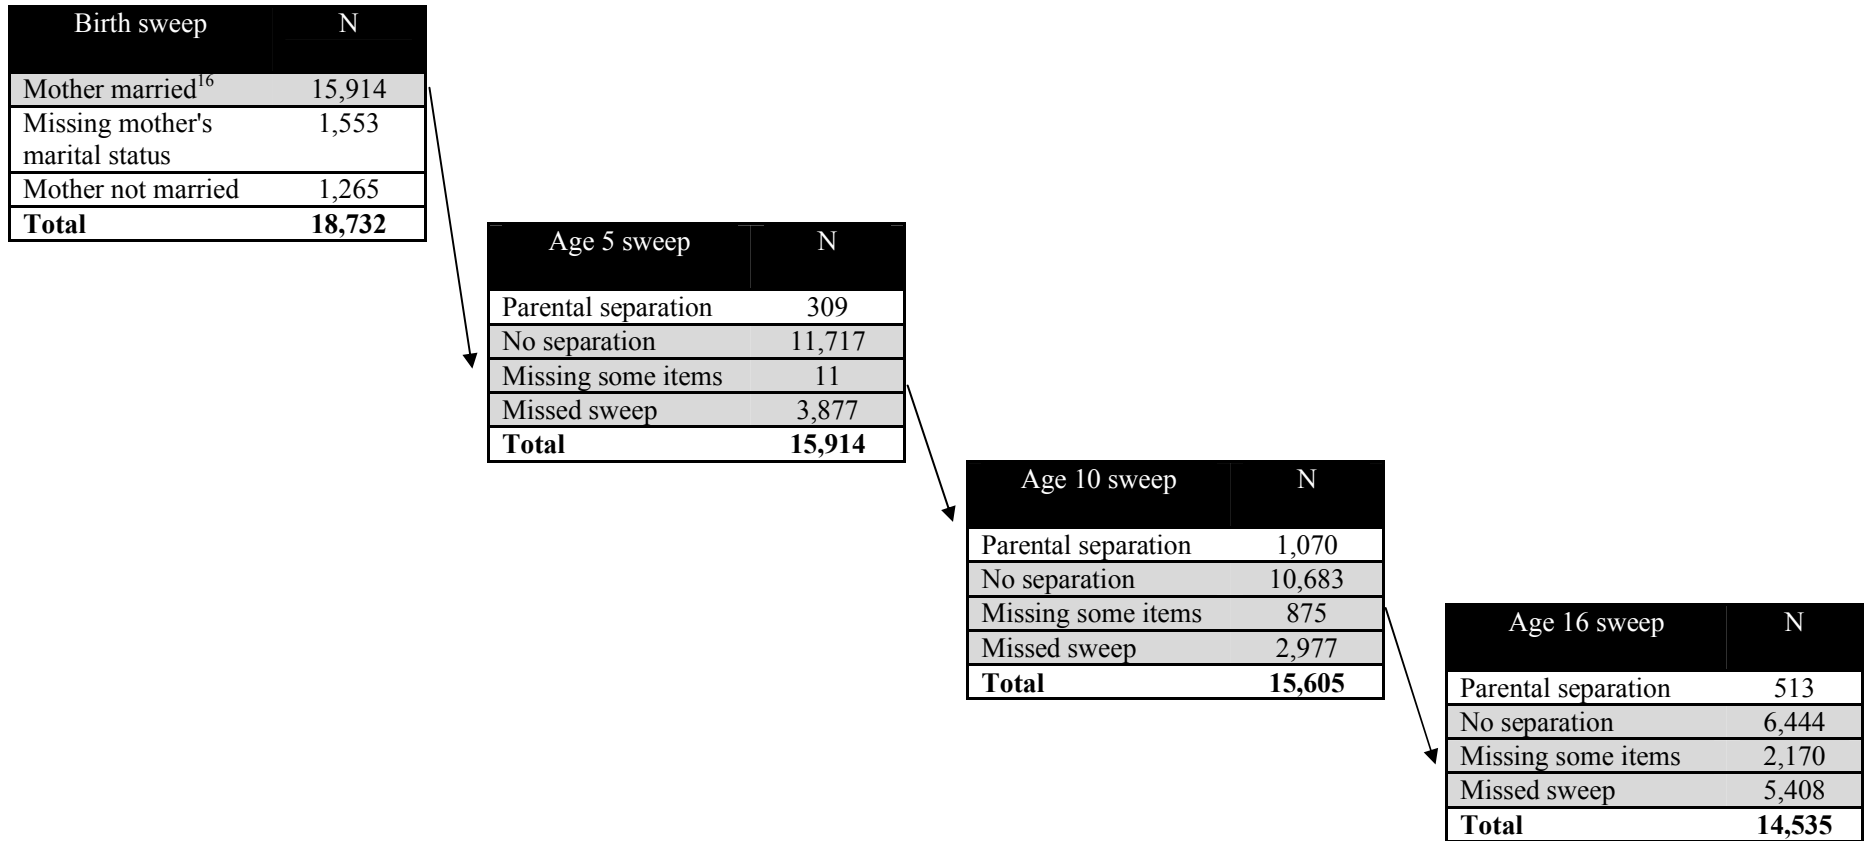 Birth sweep N
Mother married16 15,914
Missing mother's 1,553
marital status
Mother not married 1,265
Total 18,732
Age 5 sweep N
Parental separation 309
No separation 11,717
Missing some items 11
Missed sweep 3,877
Total 15,914
Age 10 sweep N
Parental separation 1,070
No separation 10,683
Missing some items 875
Missed sweep 2,977
Total 15,605
Age 16 sweep N
Parental separation 513
No separation 6,444
Missing some items 2,170
Missed sweep 5,408
Total 14,535